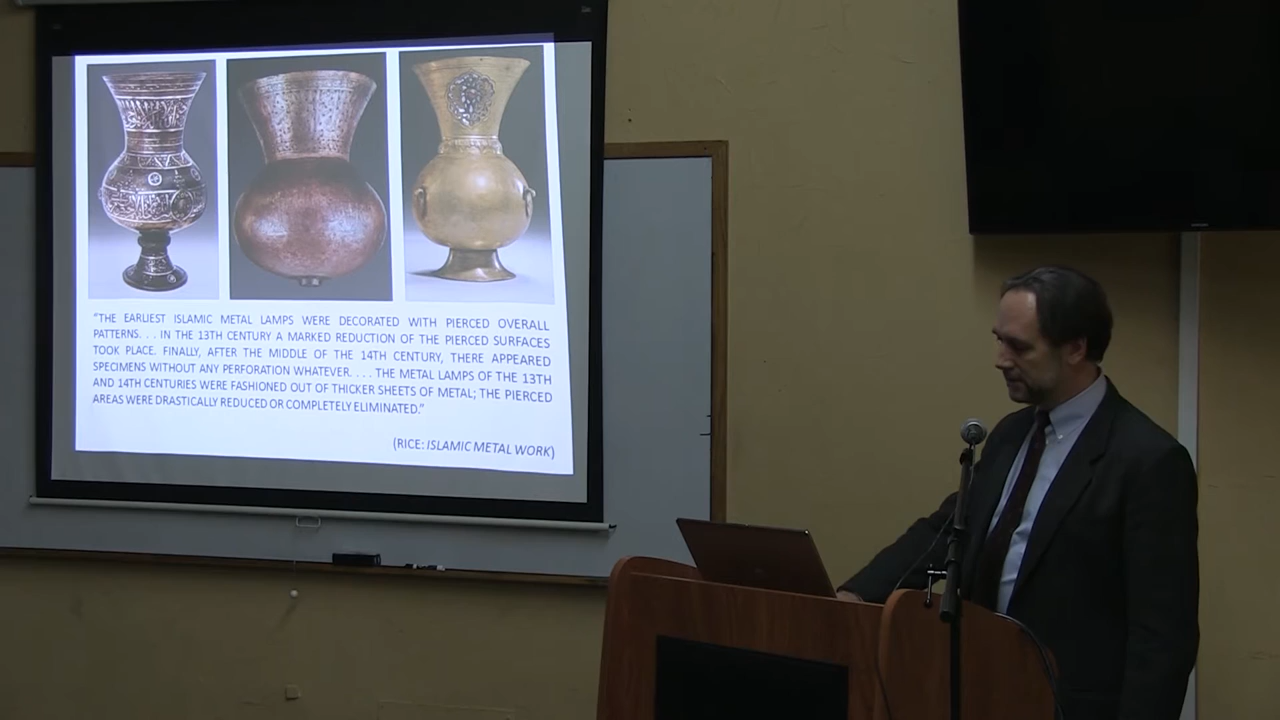 “THE EARLIEST ISLAMIC METAL LAMPS WERE DECORATED WITH PIERCED OVERALL
PATTERNS. . . IN THE 13TH CENTURY A MARKED REDUCTION OF THE PIERCED SURFACES
TOOK PLACE. FINALLY, AFTER THE MIDDLE OF THE 14TH CENTURY, THERE APPEARED
SPECIMENS WITHOUT ANY PERFORATION WHATEVER. . . . THE METAL LAMPS OF THE 13TH
AND 14TH CENTURIES WERE FASHIONED OUT OF THICKER SHEETS OF METAL; THE PIERCED
AREAS WERE DRASTICALLY REDUCED OR COMPLETELY ELIMINATED.”
(RICE: ISLAMIC METAL WORK)